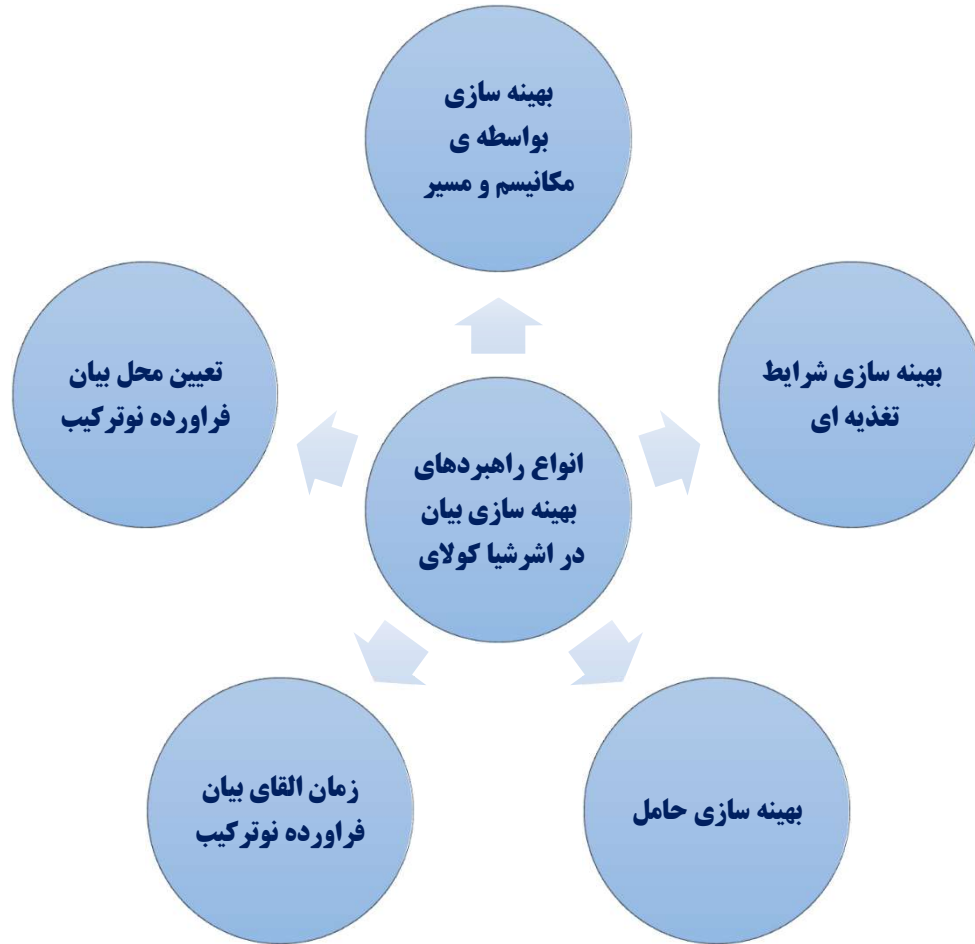 بهینه سازی
بواسطه ی
مکانیسم و مسیر
تعیین محل بیان
فراورده نوترکیب
بهینه سازی شرایط
تغذیه ای
انواع راهبردهای
بهینه سازی بیان
در اشرشیا کولای
زمان القای بیان
فراورده نوترکیب
بهینه سازی حامل